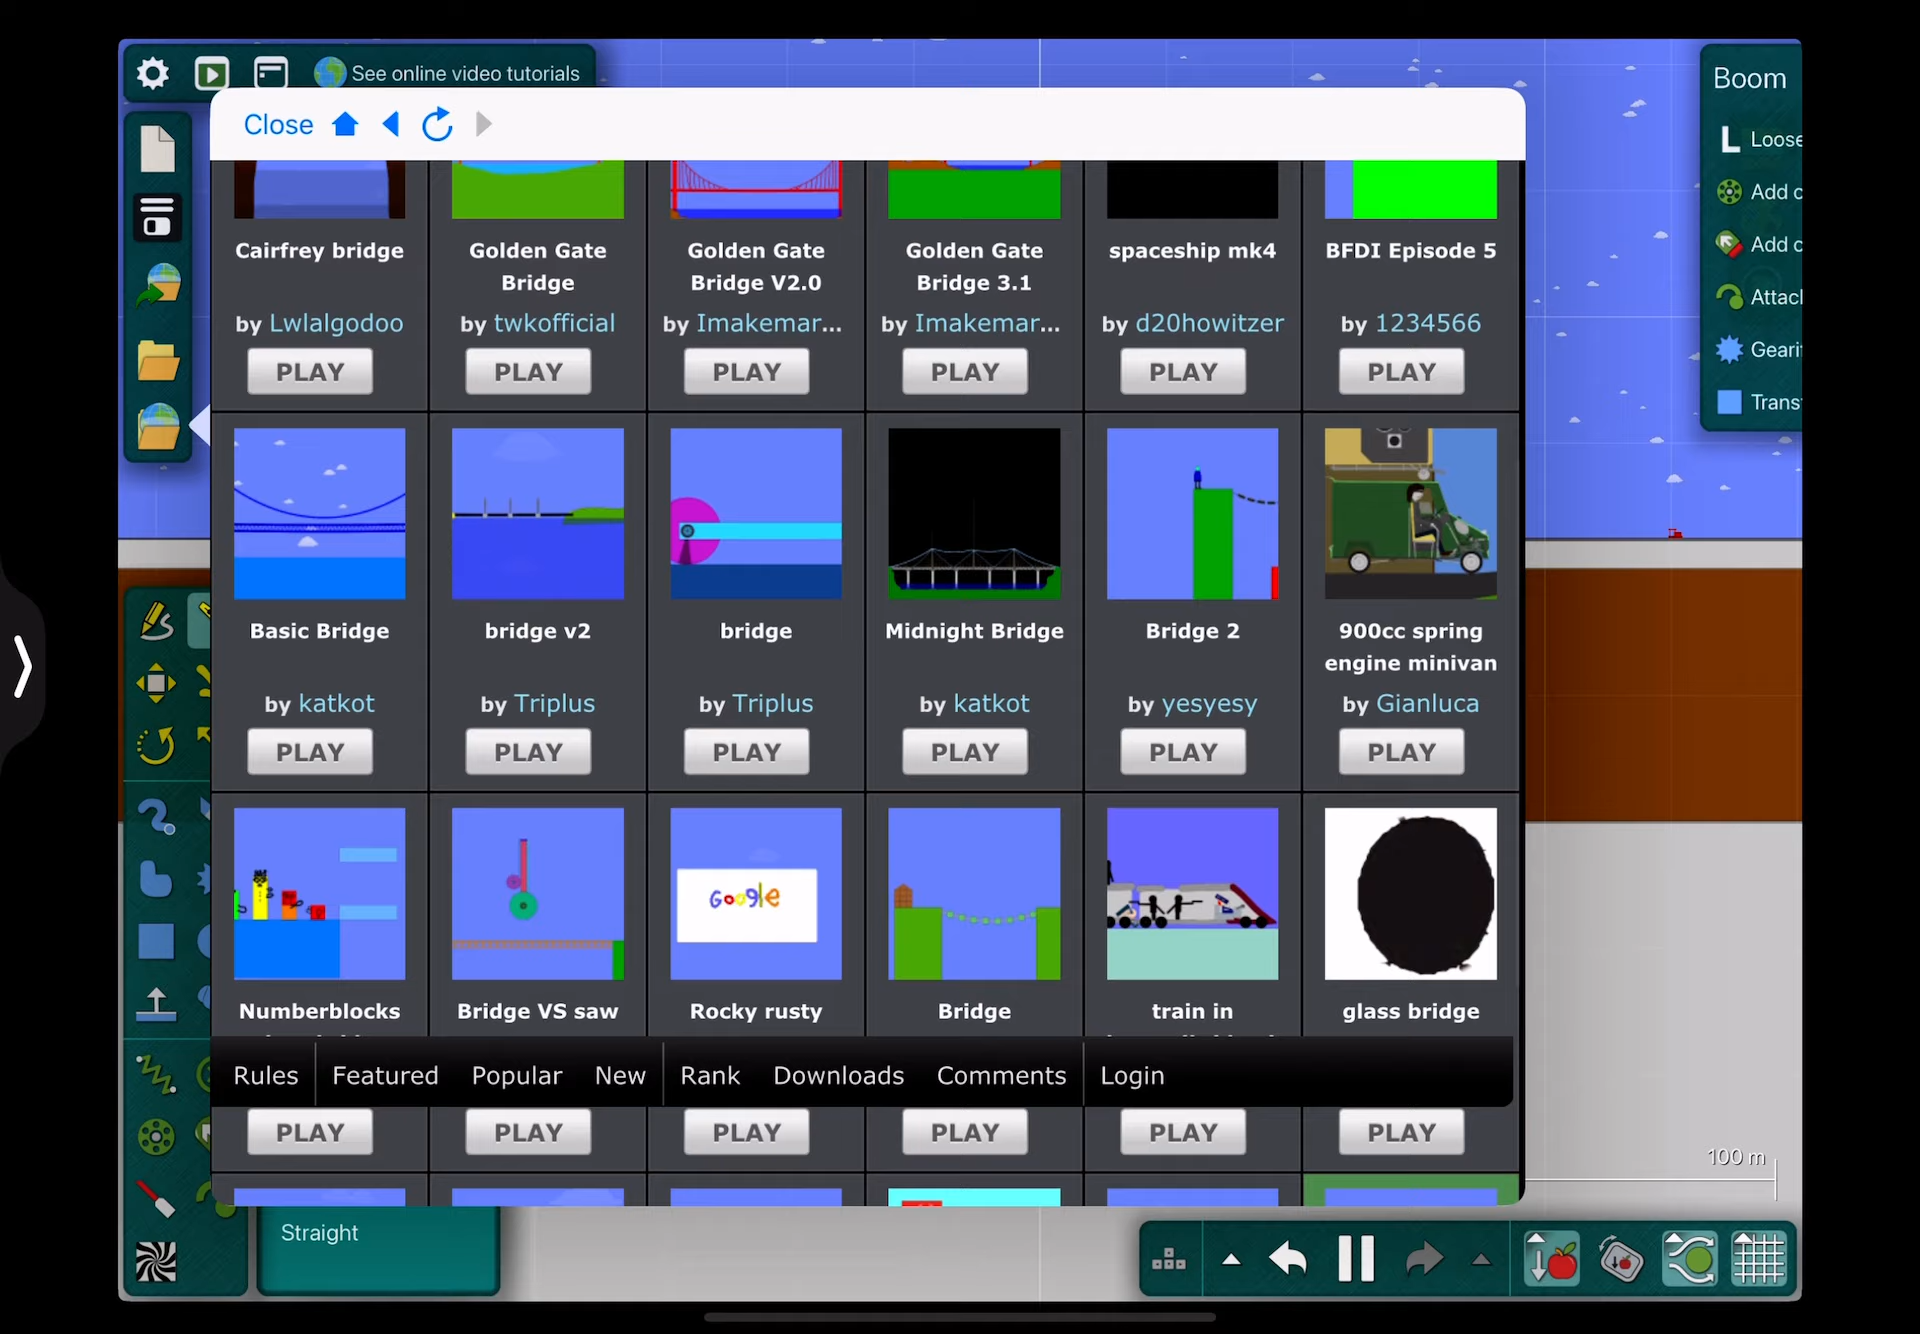 See online video tutorials
Boom
Close
Loose
Add c
Add c
Attac
Geari
Trans
Cairfrey bridge
by Lwlalgodoo
PLAY
Golden Gate
Bridge
by twkofficial
PLAY
Golden Gate
Bridge V2.0
by Imakemar...
PLAY
Golden Gate
Bridge 3.1
by Imakemar...
PLAY
spaceship mk4
by d20howitzer
PLAY
BFDI Episode 5
by 1234566
PLAY
Basic Bridge
by katkot
PLAY
bridge v2
by Triplus
PLAY
bridge
by Triplus
PLAY
Midnight Bridge
by katkot
PLAY
Bridge 2
by yesyesy
PLAY
900cc spring
engine minivan
by Gianluca
PLAY
Numberblocks
Bridge VS saw
Google
Rocky rusty
Bridge
train in
glass bridge
Rules
Featured
Popular
New
Rank
Downloads
Comments
Login
PLAY
PLAY
PLAY
PLAY
PLAY
PLAY
100 m
Straight